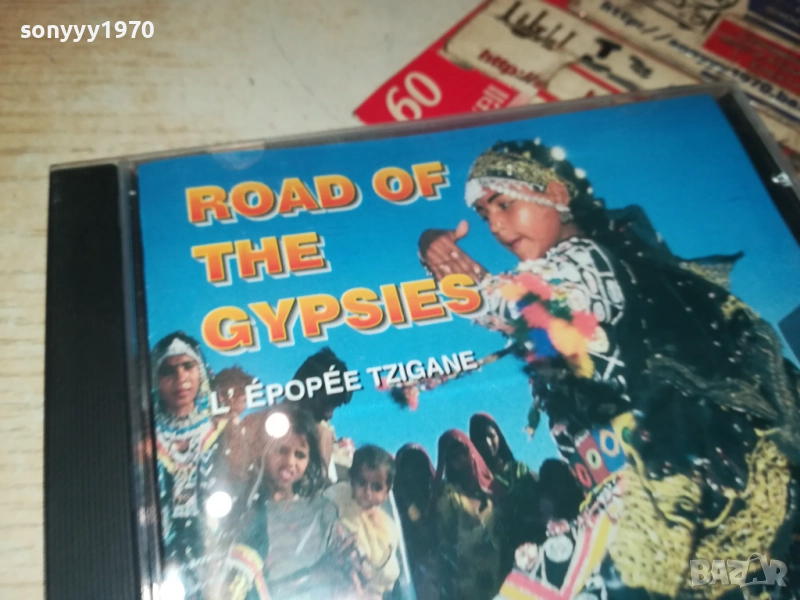 sonyyy1970
60
ROAD OF
THE
GYPSIES
L' ÉPOPÉE TZIGANE
BAZAR